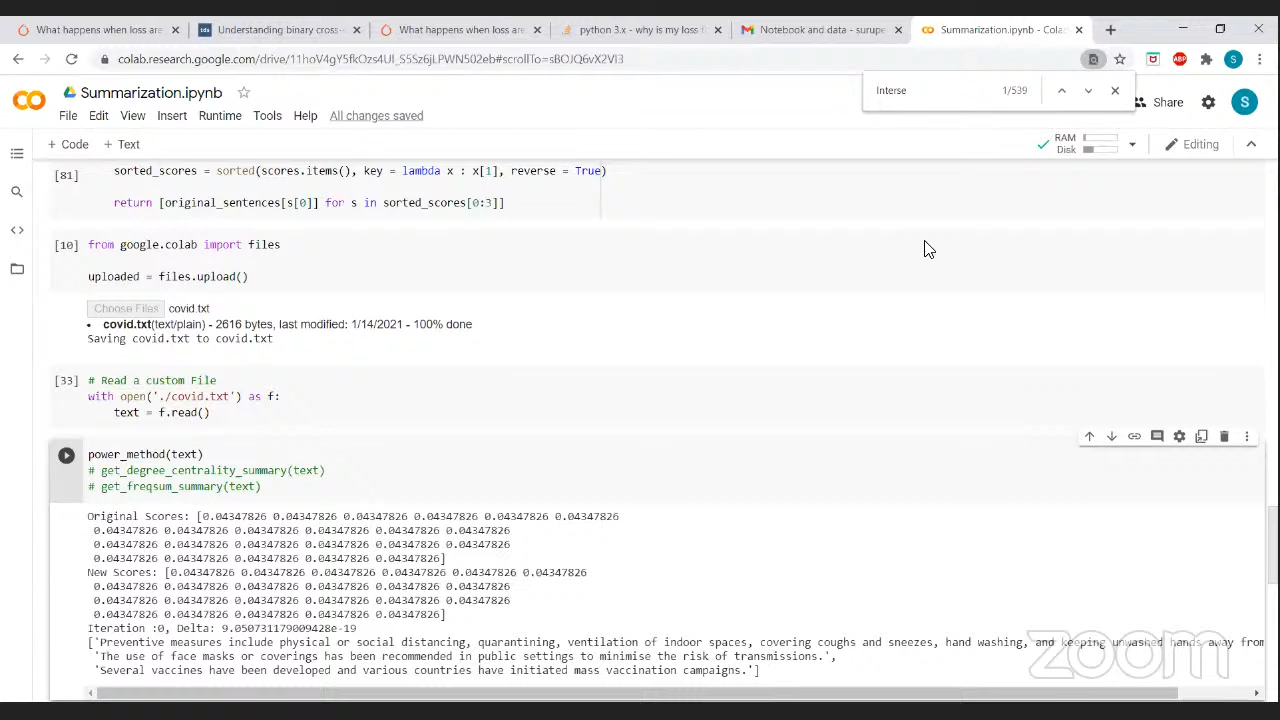 What happens when loss are
Understanding binary cross-
What happens when loss are
python 3.x - why is my loss f
Notebook and data - surupe
Summarization.ipynb - Cola
Summarization.ipynb
Interse 1/539
Share
S
File Edit View Insert Runtime Tools Help All changes saved
+ Code + Text
RAM
Disk
Editing
[81] sorted_scores = sorted(scores.items(), key = lambda x : x[1], reverse = True)
return [original_sentences[s[0]] for s in sorted_scores[0:3]]
[10] from google.colab import files
uploaded = files.upload()
Choose Files covid.txt
• covid.txt(text/plain) - 2616 bytes, last modified: 1/14/2021 - 100% done
Saving covid.txt to covid.txt
[33] # Read a custom File
with open('./covid.txt') as f:
text = f.read()
power_method(text)
# get_degree_centrality_summary(text)
# get_freqsum_summary(text)
Original Scores: [0.04347826 0.04347826 0.04347826 0.04347826 0.04347826 0.04347826
0.04347826 0.04347826 0.04347826 0.04347826 0.04347826 0.04347826
0.04347826 0.04347826 0.04347826 0.04347826 0.04347826 0.04347826
0.04347826 0.04347826 0.04347826 0.04347826 0.04347826]
New Scores: [0.04347826 0.04347826 0.04347826 0.04347826 0.04347826 0.04347826
0.04347826 0.04347826 0.04347826 0.04347826 0.04347826 0.04347826
0.04347826 0.04347826 0.04347826 0.04347826 0.04347826 0.04347826
0.04347826 0.04347826 0.04347826 0.04347826 0.04347826]
Iteration :0, Delta: 9.050731179009428e-19
['Preventive measures include physical or social distancing, quarantining, ventilation of indoor spaces, covering coughs and sneezes, hand washing, and keeping unwashed hands away from
'The use of face masks or coverings has been recommended in public settings to minimise the risk of transmissions.',
'Several vaccines have been developed and various countries have initiated mass vaccination campaigns.']
zoom